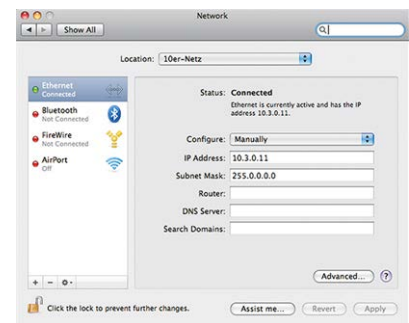 Network
Show All
Location: 10er-Netz
Ethernet
Connected
Bluetooth
Not Connected
FireWire
Not Connected
AirPort
Off
Status: Connected
Ethernet is currently active and has the IP
address 10.3.0.11.
Configure: Manually
IP Address: 10.3.0.11
Subnet Mask: 255.0.0.0
Router:
DNS Server:
Search Domains:
Advanced... ?
Click the lock to prevent further changes.
Assist me... Revert Apply